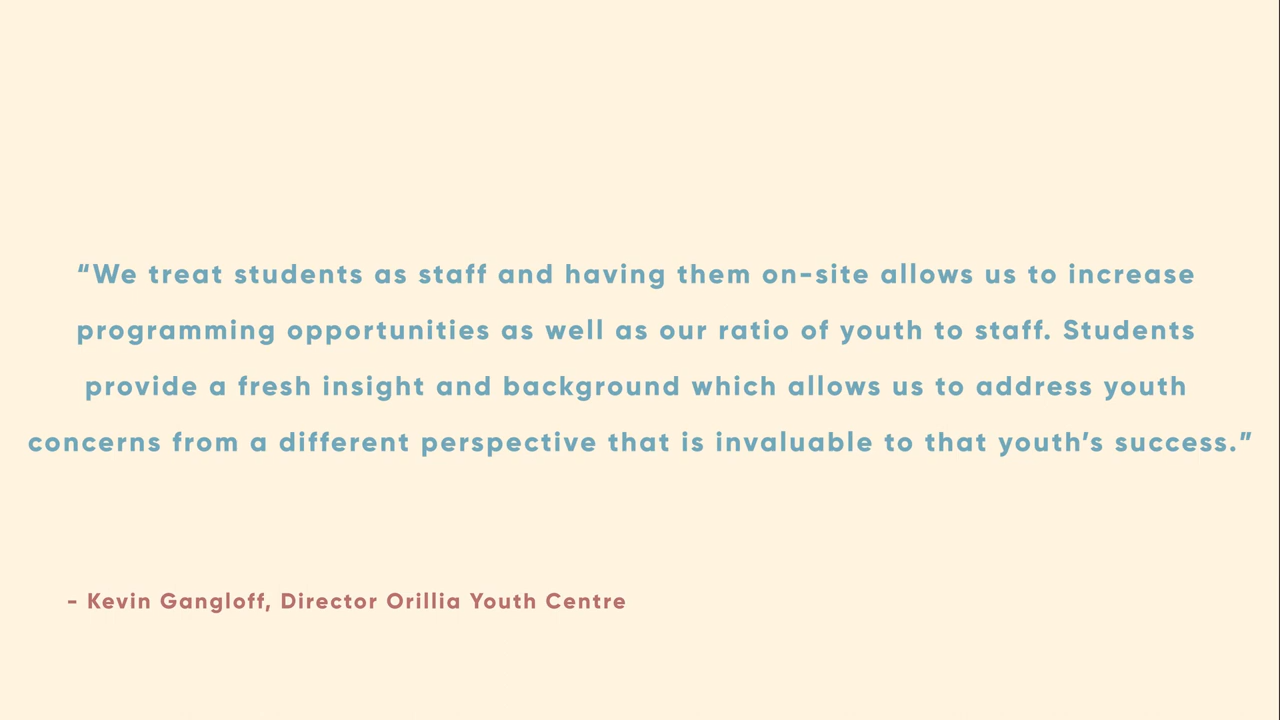 “We treat students as staff and having them on-site allows us to increase
programming opportunities as well as our ratio of youth to staff. Students
provide a fresh insight and background which allows us to address youth
concerns from a different perspective that is invaluable to that youth’s success.”
- Kevin Gangloff, Director Orillia Youth Centre